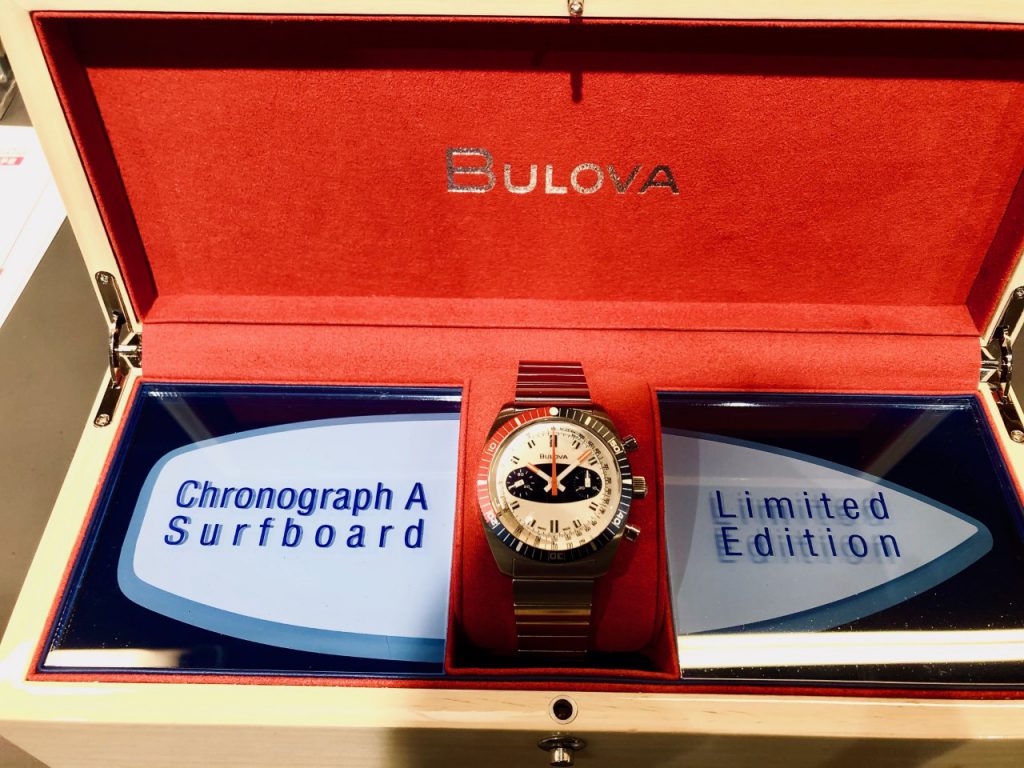 BULOVA
Chronograph A
Surfboard
BULOVA
Limited
Edition